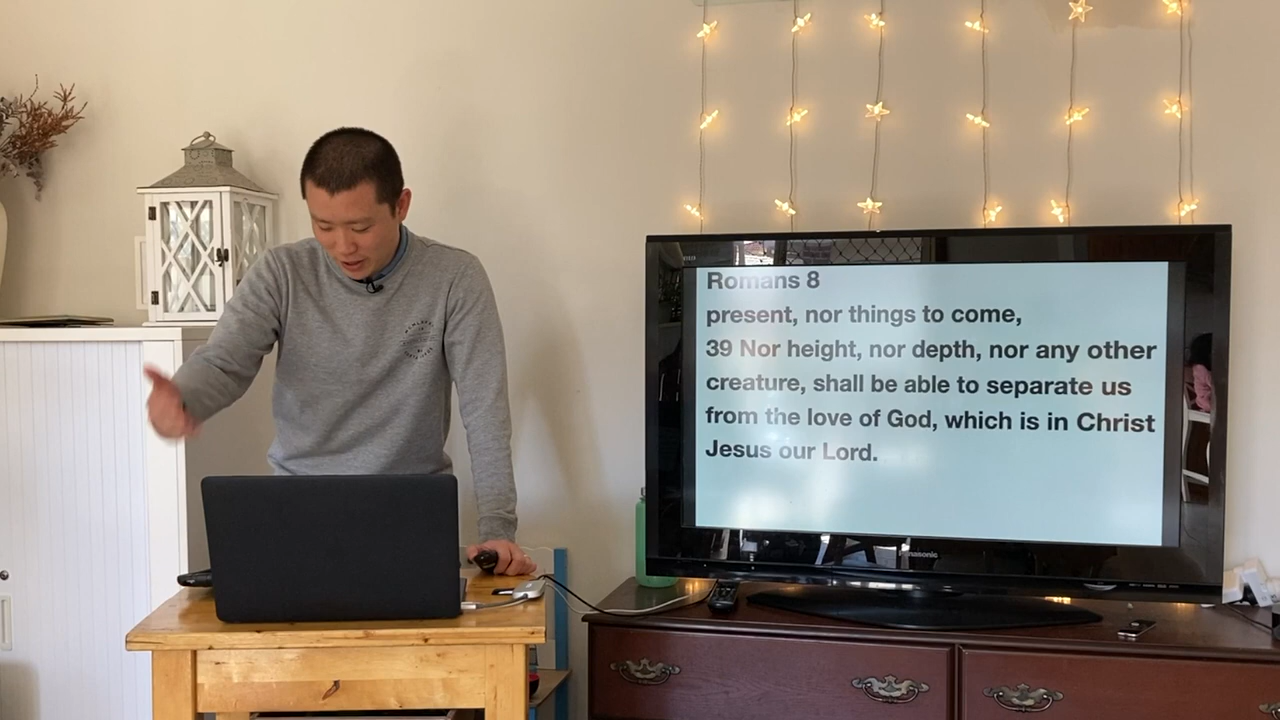 Romans 8
present, nor things to come,
39 Nor height, nor depth, nor any other
creature, shall be able to separate us
from the love of God, which is in Christ
Jesus our Lord.
Panasonic